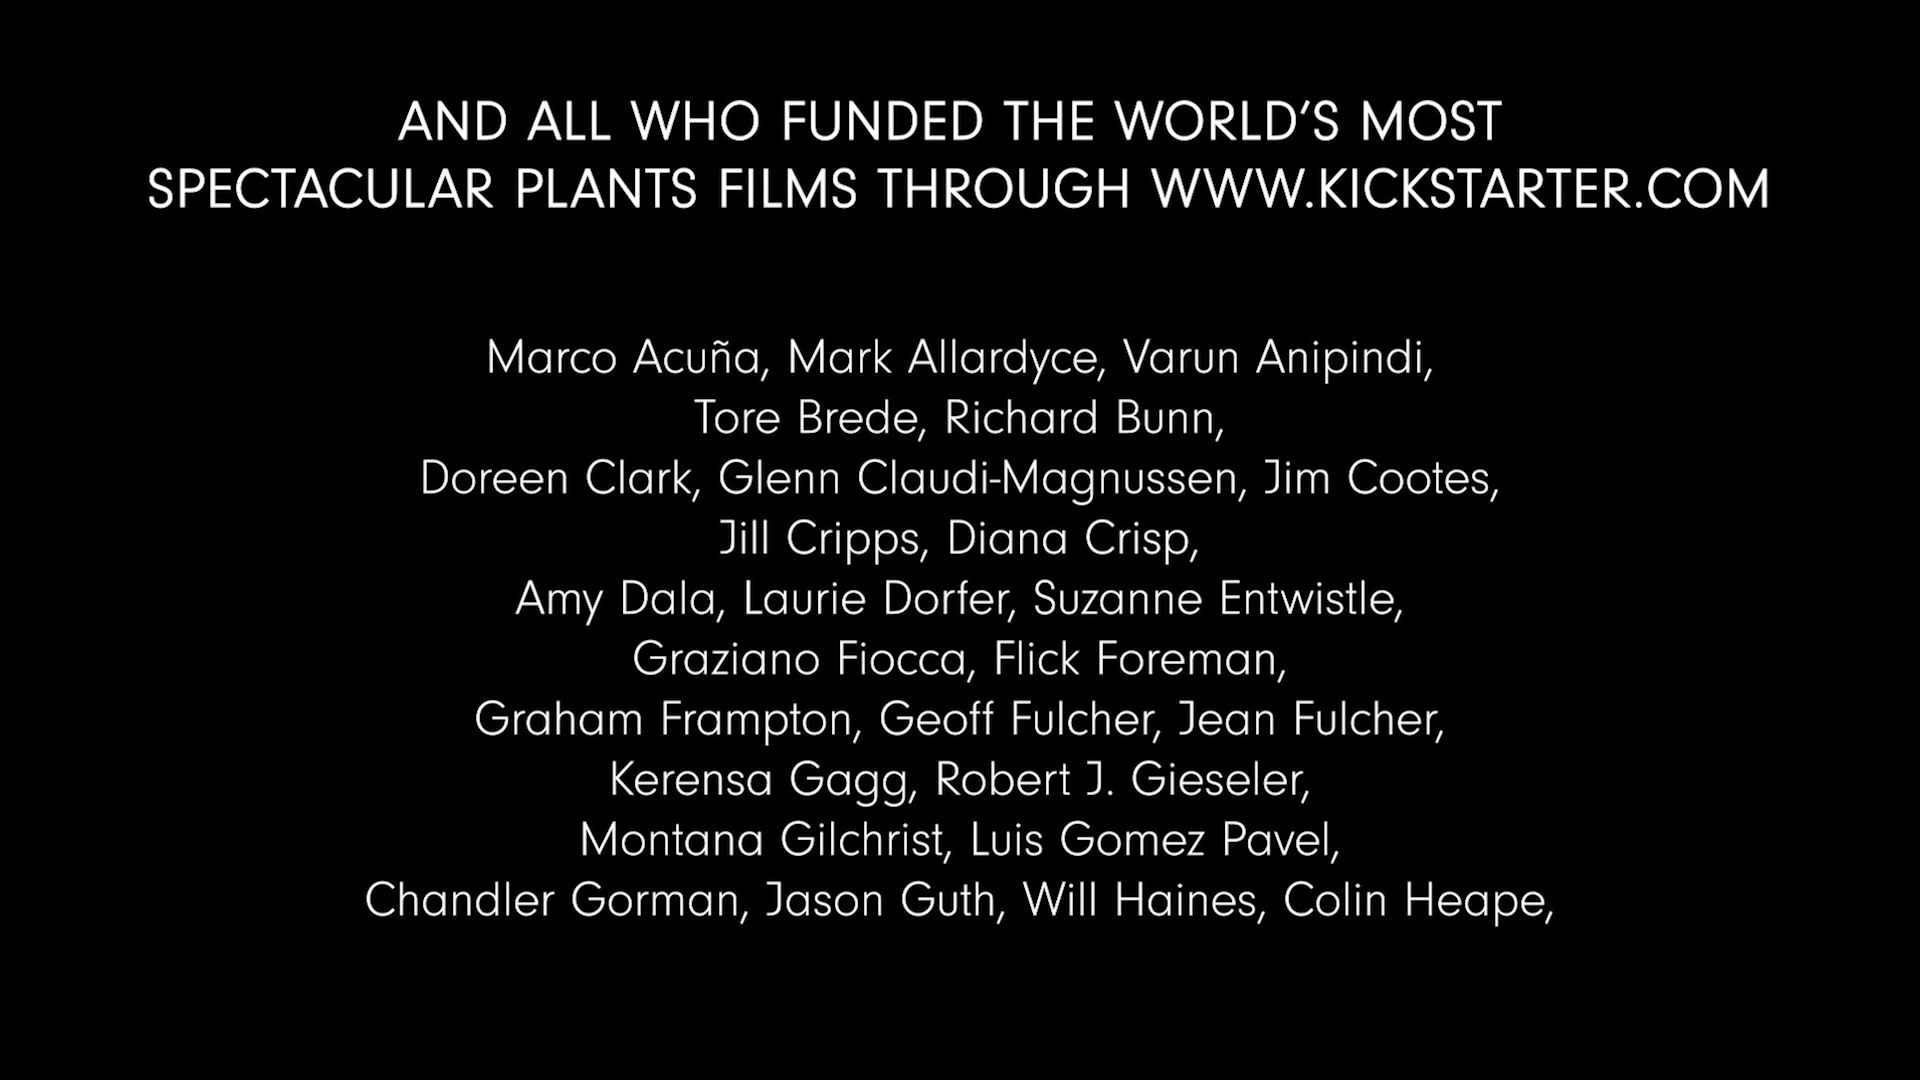 AND ALL WHO FUNDED THE WORLD'S MOST
SPECTACULAR PLANTS FILMS THROUGH WWW.KICKSTARTER.COM
Marco Acuña, Mark Allardyce, Varun Anipindi,
Tore Brede, Richard Bunn,
Doreen Clark, Glenn Claudi-Magnussen, Jim Cootes,
Jill Cripps, Diana Crisp,
Amy Dala, Laurie Dorfer, Suzanne Entwistle,
Graziano Fiocca, Flick Foreman,
Graham Frampton, Geoff Fulcher, Jean Fulcher,
Kerensa Gagg, Robert J. Gieseler,
Montana Gilchrist, Luis Gomez Pavel,
Chandler Gorman, Jason Guth, Will Haines, Colin Heape,